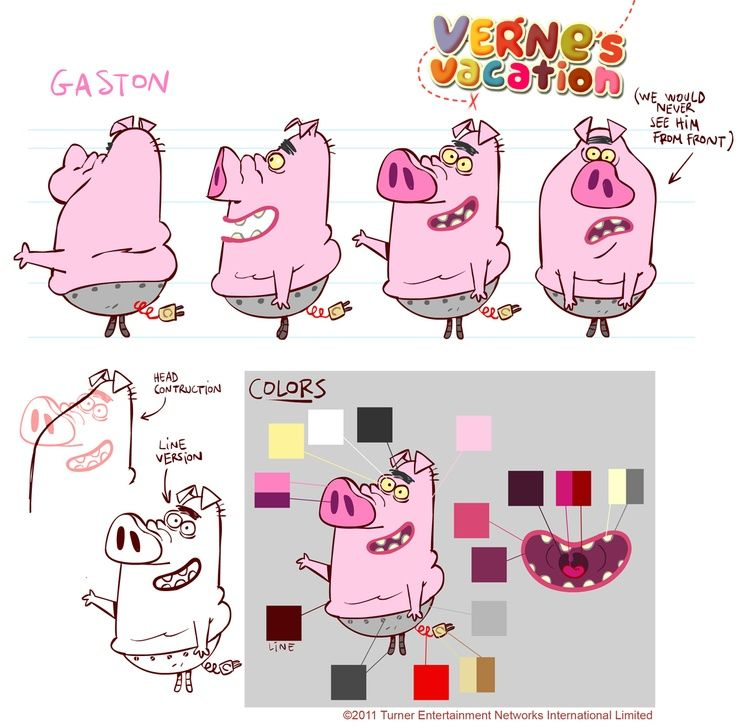 GASTON
VERNE'S
VACATION
(WE WOULD
NEVER
SEE HIM
FROM FRONT)
HEAD
CONTRUCTION
LINE
VERSION
COLORS
LINE
©2011 Turner Entertainment Networks International Limited